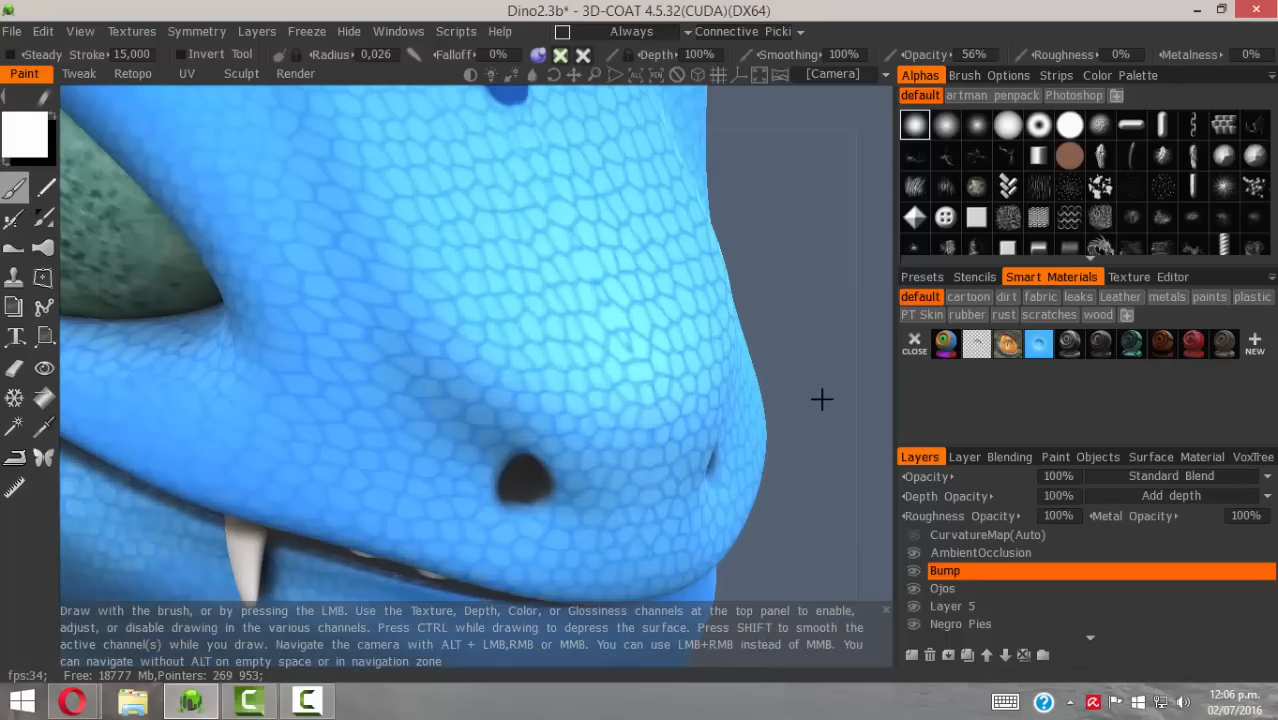 Dino2.3b* - 3D-COAT 4.5.32(CUDA)(DX64)
File Edit View Textures Symmetry Layers Freeze Hide Windows Scripts Help Always Connective Picki
Steady Stroke 15,000 Invert Tool Radius 0,026 Falloff 0% Depth 100% Smoothing 100% Opacity 56% Roughness 0% Metalness 0%
Paint Tweak Retopo UV Sculpt Render [Camera] Alphas Brush Options Strips Color Palette
default artman penpack Photoshop
Presets Stencils Smart Materials Texture Editor
default cartoon dirt fabric leaks Leather metals paints plastic
PT Skin rubber rust scratches wood
CLOSE NEW
Layers Layer Blending Paint Objects Surface Material VoxTree
Opacity 100% Standard Blend
Depth Opacity 100% Add depth
Roughness Opacity 100% Metal Opacity 100%
CurvatureMap(Auto)
AmbientOcclusion
Bump
Ojos
Layer 5
Negro Pies
Draw with the brush, or by pressing the LMB. Use the Texture, Depth, Color, or Glossiness channels at the top panel to enable,
adjust, or disable drawing in the various channels. Press CTRL while drawing to depress the surface. Press SHIFT to smooth the
active channel(s) while you draw. Navigate the camera with ALT + LMB,RMB or MMB. You can use LMB+RMB instead of MMB. You
can navigate without ALT on empty space or in navigation zone
fps:34; Free: 18777 Mb,Pointers: 269 953;
12:06 p.m.
02/07/2016